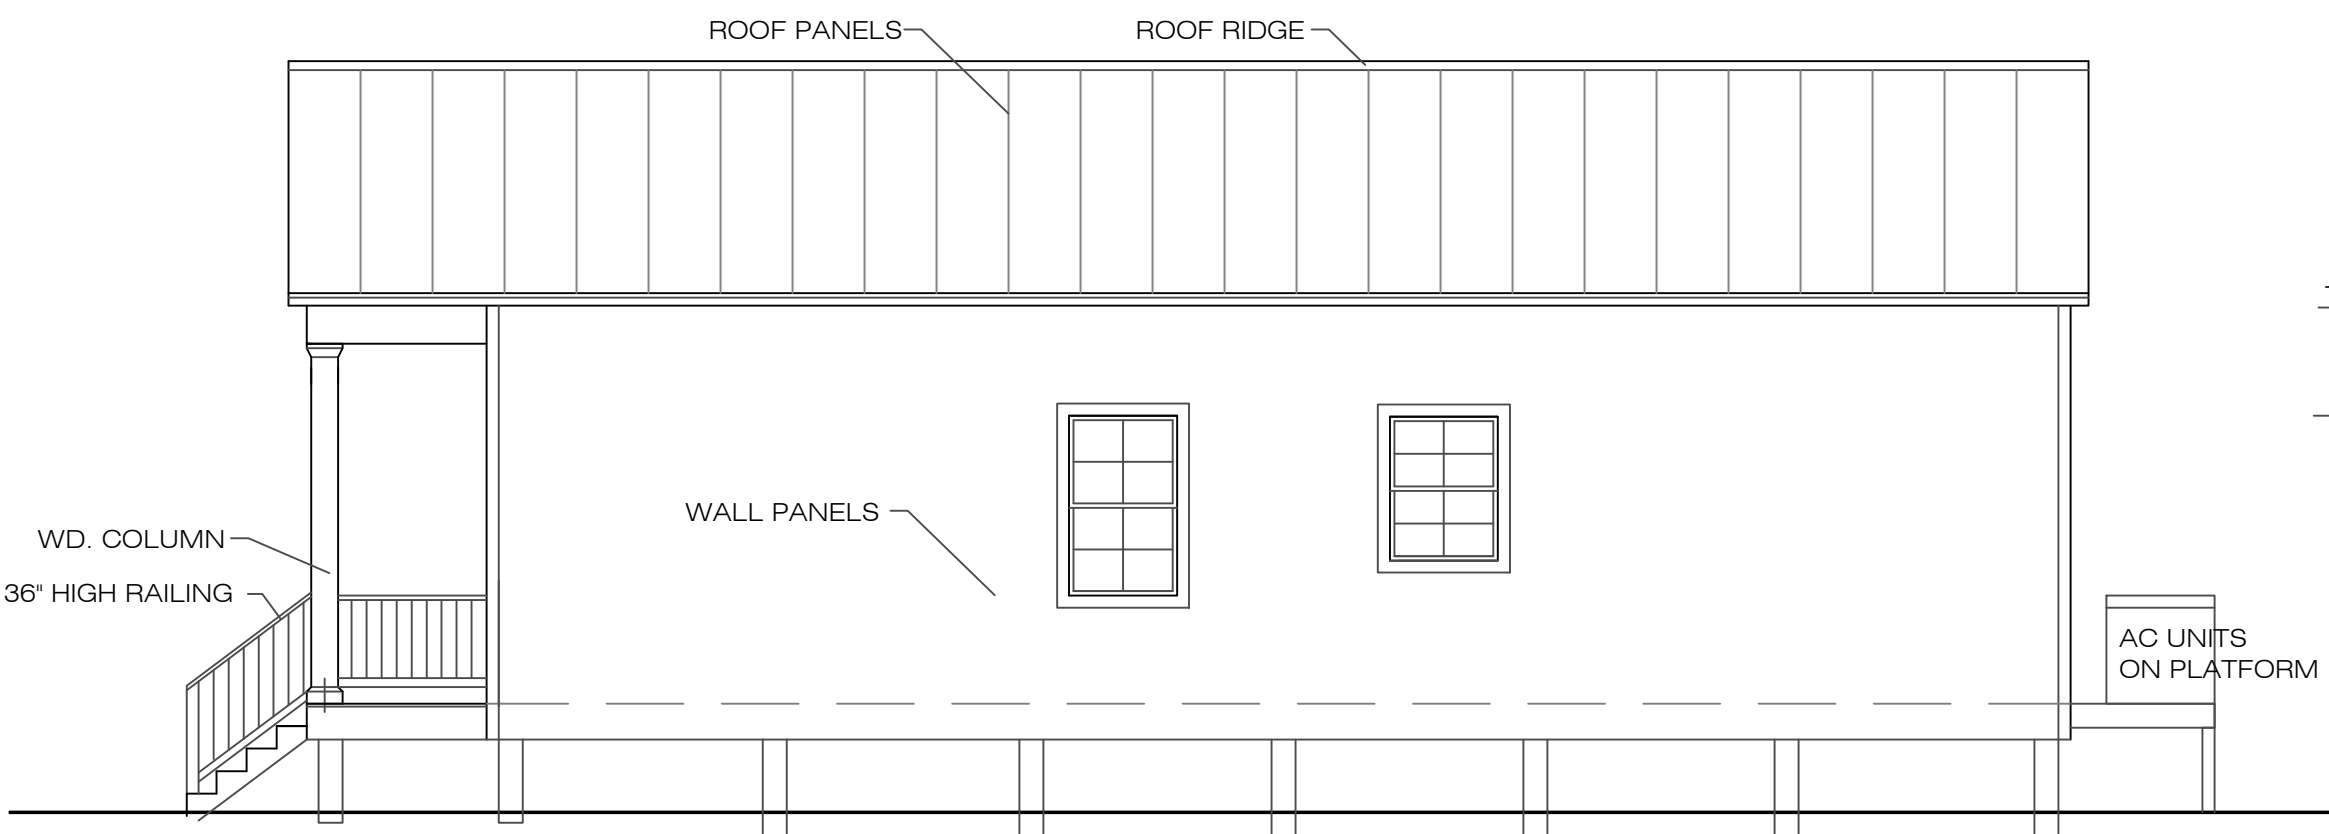 ROOF PANELS
ROOF RIDGE
WALL PANELS
WD. COLUMN
36" HIGH RAILING
AC UNITS
ON PLATFORM